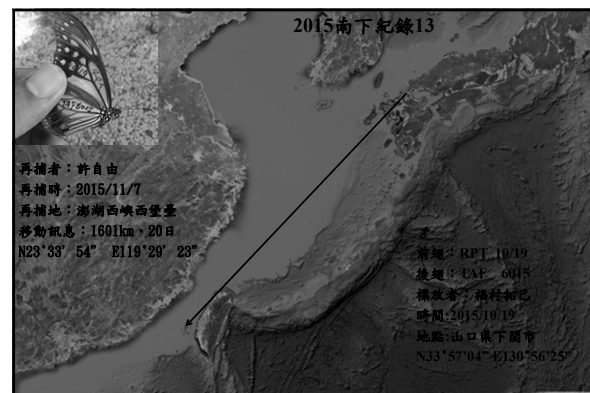 2015南下紀錄13
再捕者：許自由
再捕時：2015/11/7
再捕地：澎湖西嶼西堡壘
移動訊息：1601km、20日
N23°33' 54” E119°29' 23”
♂
前翅：RPT 10/19
後翅：IAF 6015
標放者：福村拓己
時間:2015/10/19
地點:山口県下関市
N33°57'04” E130°56'25”